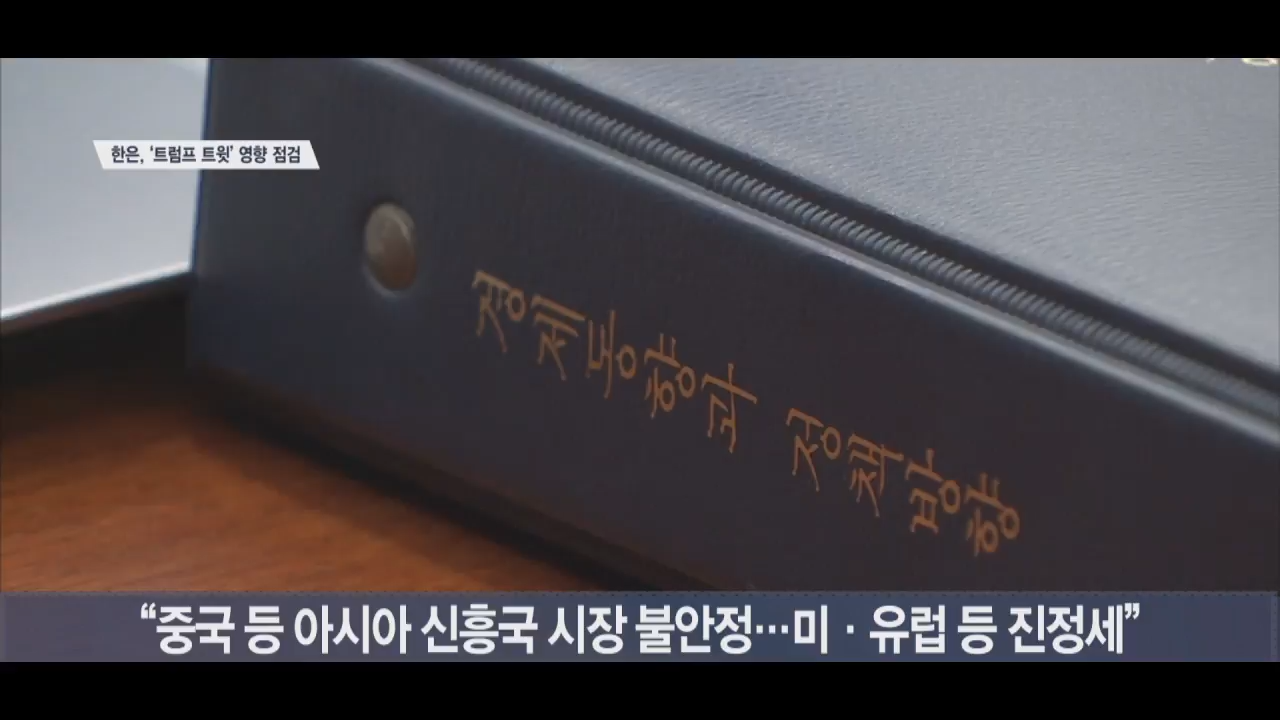 한은, ‘트럼프 트윗’ 영향 점검
경제동향과 정책방향
“중국 등 아시아 신흥국 시장 불안정…미 · 유럽 등 진정세”